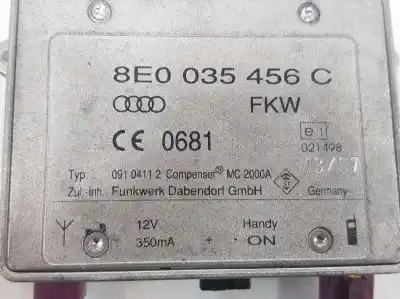 8E0 035 456 C
FKW
CE 0681
e1
021498
Typ: 091 0411 2 Compenser® MC-2000A
Zul.-Inh.: Funkwerk Dabendorf GmbH
Germany
12V
Handy
350mA + - ON